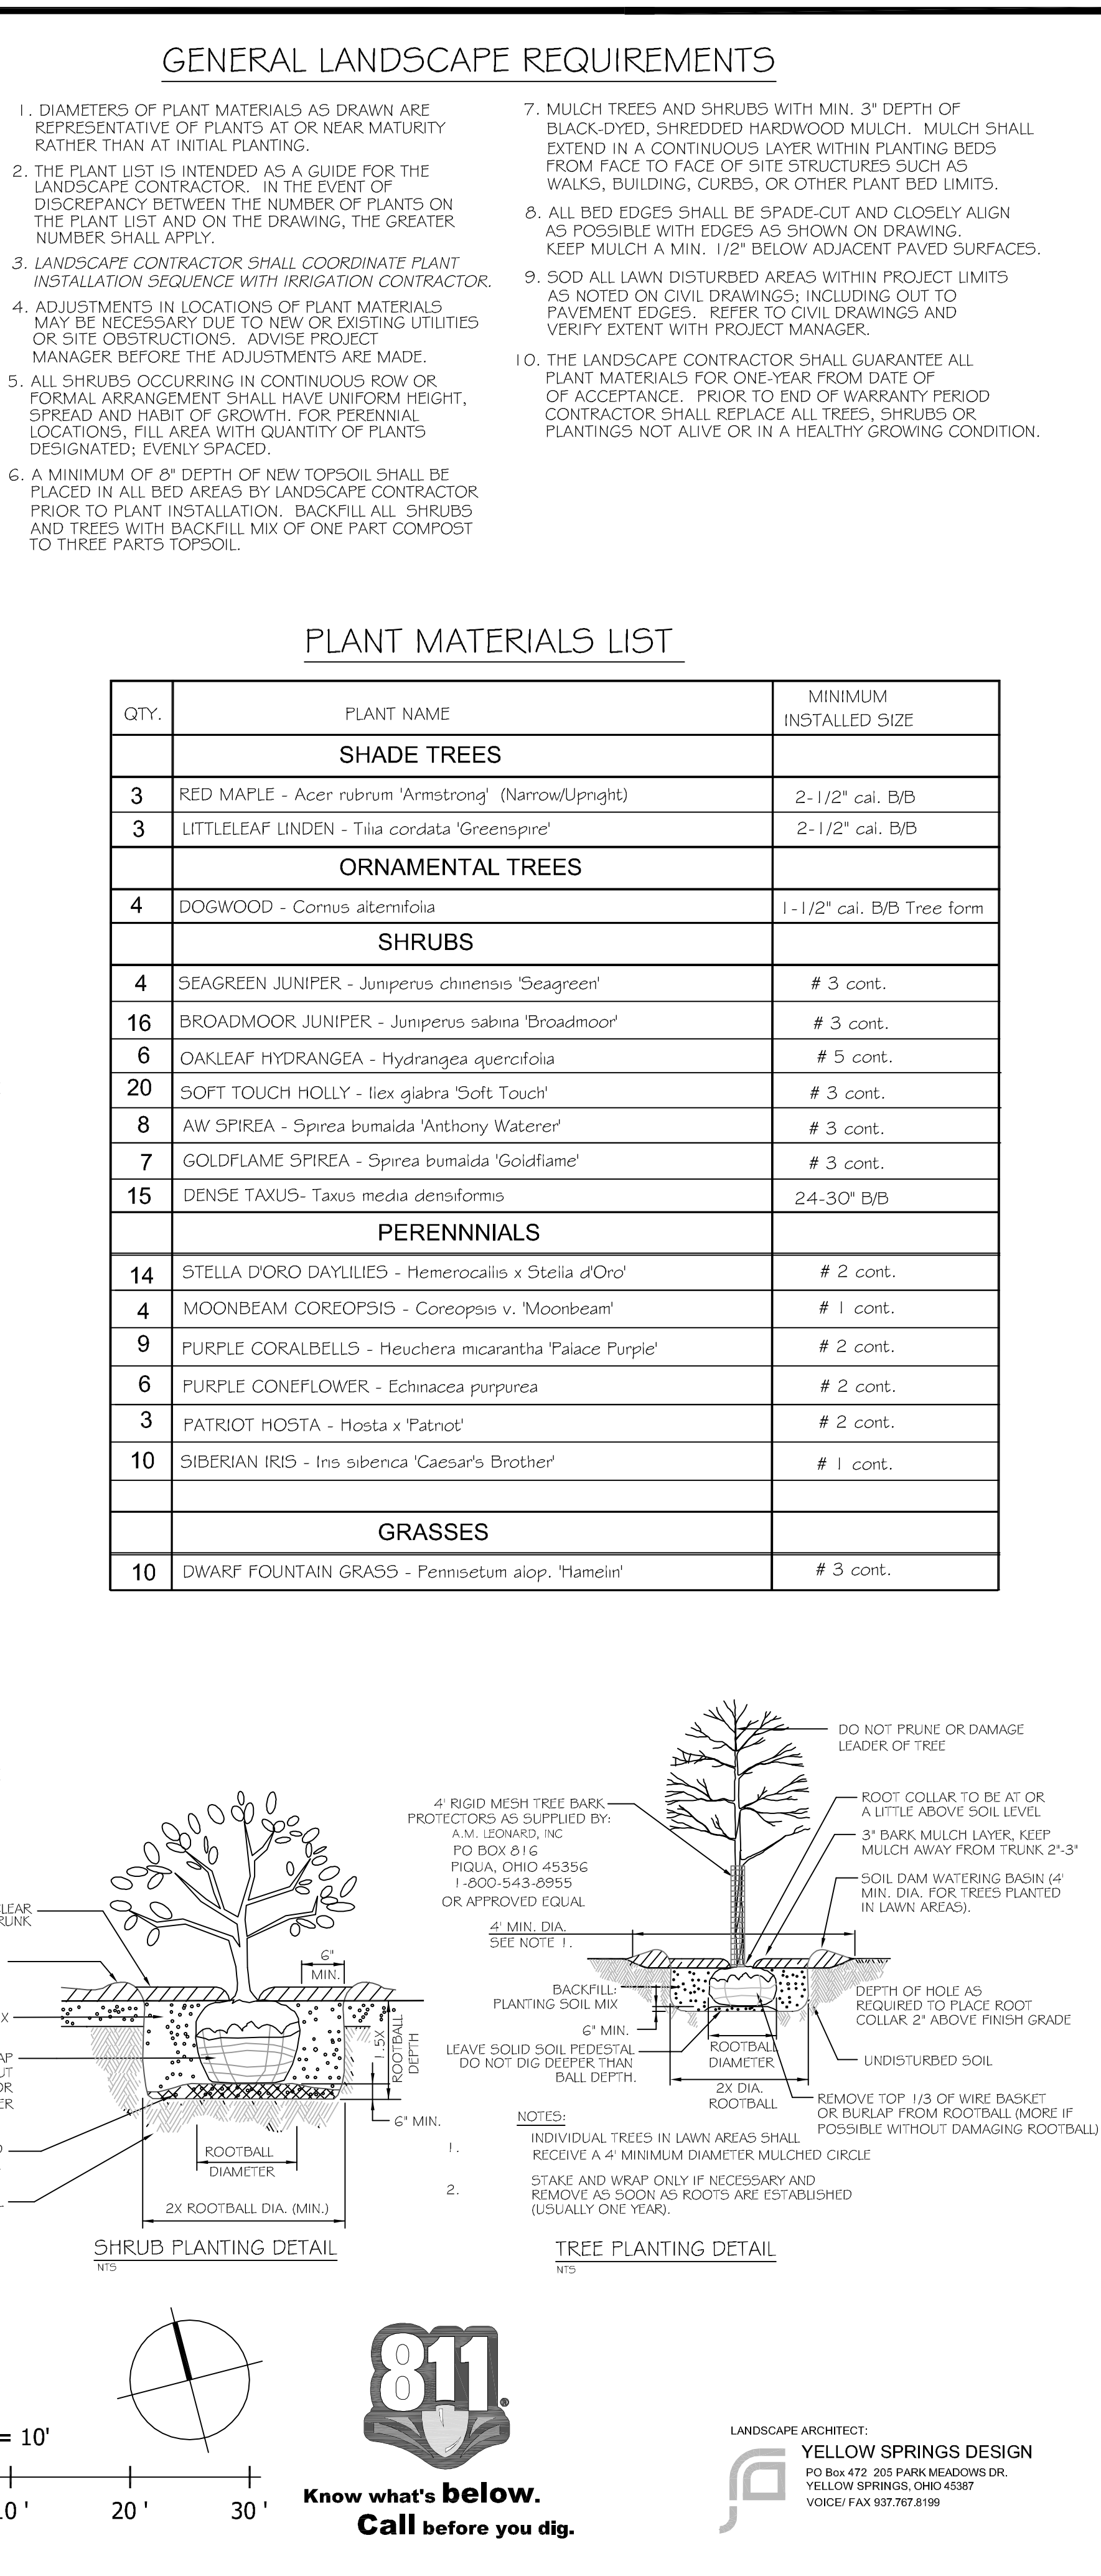 GENERAL LANDSCAPE REQUIREMENTS
1. DIAMETERS OF PLANT MATERIALS AS DRAWN ARE
REPRESENTATIVE OF PLANTS AT OR NEAR MATURITY
RATHER THAN AT INITIAL PLANTING.
2. THE PLANT LIST IS INTENDED AS A GUIDE FOR THE
LANDSCAPE CONTRACTOR. IN THE EVENT OF
DISCREPANCY BETWEEN THE NUMBER OF PLANTS ON
THE PLANT LIST AND ON THE DRAWING, THE GREATER
NUMBER SHALL APPLY.
3. LANDSCAPE CONTRACTOR SHALL COORDINATE PLANT
INSTALLATION SEQUENCE WITH IRRIGATION CONTRACTOR.
4. ADJUSTMENTS IN LOCATIONS OF PLANT MATERIALS
MAY BE NECESSARY DUE TO NEW OR EXISTING UTILITIES
OR SITE OBSTRUCTIONS. ADVISE PROJECT
MANAGER BEFORE THE ADJUSTMENTS ARE MADE.
5. ALL SHRUBS OCCURRING IN CONTINUOUS ROW OR
FORMAL ARRANGEMENT SHALL HAVE UNIFORM HEIGHT,
SPREAD AND HABIT OF GROWTH. FOR PERENNIAL
LOCATIONS, FILL AREA WITH QUANTITY OF PLANTS
DESIGNATED; EVENLY SPACED.
6. A MINIMUM OF 8" DEPTH OF NEW TOPSOIL SHALL BE
PLACED IN ALL BED AREAS BY LANDSCAPE CONTRACTOR
PRIOR TO PLANT INSTALLATION. BACKFILL ALL SHRUBS
AND TREES WITH BACKFILL MIX OF ONE PART COMPOST
TO THREE PARTS TOPSOIL.
7. MULCH TREES AND SHRUBS WITH MIN. 3" DEPTH OF
BLACK-DYED, SHREDDED HARDWOOD MULCH. MULCH SHALL
EXTEND IN A CONTINUOUS LAYER WITHIN PLANTING BEDS
FROM FACE TO FACE OF SITE STRUCTURES SUCH AS
WALKS, BUILDING, CURBS, OR OTHER PLANT BED LIMITS.
8. ALL BED EDGES SHALL BE SPADE-CUT AND CLOSELY ALIGN
AS POSSIBLE WITH EDGES AS SHOWN ON DRAWING.
KEEP MULCH A MIN. 1/2" BELOW ADJACENT PAVED SURFACES.
9. SOD ALL LAWN DISTURBED AREAS WITHIN PROJECT LIMITS
AS NOTED ON CIVIL DRAWINGS; INCLUDING OUT TO
PAVEMENT EDGES. REFER TO CIVIL DRAWINGS AND
VERIFY EXTENT WITH PROJECT MANAGER.
10. THE LANDSCAPE CONTRACTOR SHALL GUARANTEE ALL
PLANT MATERIALS FOR ONE-YEAR FROM DATE OF
OF ACCEPTANCE. PRIOR TO END OF WARRANTY PERIOD
CONTRACTOR SHALL REPLACE ALL TREES, SHRUBS OR
PLANTINGS NOT ALIVE OR IN A HEALTHY GROWING CONDITION.
PLANT MATERIALS LIST
QTY. PLANT NAME MINIMUM
INSTALLED SIZE
SHADE TREES
3 RED MAPLE - Acer rubrum 'Armstrong' (Narrow/Upright) 2-1/2" cal. B/B
3 LITTLELEAF LINDEN - Tilia cordata 'Greenspire' 2-1/2" cal. B/B
ORNAMENTAL TREES
4 DOGWOOD - Cornus alternifolia 1-1/2" cal. B/B Tree form
SHRUBS
4 SEAGREEN JUNIPER - Juniperus chinensis 'Seagreen' # 3 cont.
16 BROADMOOR JUNIPER - Juniperus sabina 'Broadmoor' # 3 cont.
6 OAKLEAF HYDRANGEA - Hydrangea quercifolia # 5 cont.
20 SOFT TOUCH HOLLY - Ilex glabra 'Soft Touch' # 3 cont.
8 AW SPIREA - Spirea bumalda 'Anthony Waterer' # 3 cont.
7 GOLDFLAME SPIREA - Spirea bumalda 'Goldflame' # 3 cont.
15 DENSE TAXUS- Taxus media densiformis 24-30" B/B
PERENNNIALS
14 STELLA D'ORO DAYLILIES - Hemerocallis x Stella d'Oro' # 2 cont.
4 MOONBEAM COREOPSIS - Coreopsis v. 'Moonbeam' # 1 cont.
9 PURPLE CORALBELLS - Heuchera micarantha 'Palace Purple' # 2 cont.
6 PURPLE CONEFLOWER - Echinacea purpurea # 2 cont.
3 PATRIOT HOSTA - Hosta x 'Patriot' # 2 cont.
10 SIBERIAN IRIS - Iris siberica 'Caesar's Brother' # 1 cont.
GRASSES
10 DWARF FOUNTAIN GRASS - Pennisetum alop. 'Hameln' # 3 cont.
LEAR
RUNK
X
AP
UT
OR
ER
6"
MIN.
1.5X
ROOTBALL
DEPTH
6" MIN.
ROOTBALL
DIAMETER
2X ROOTBALL DIA. (MIN.)
SHRUB PLANTING DETAIL
NTS
DO NOT PRUNE OR DAMAGE
LEADER OF TREE
4' RIGID MESH TREE BARK
PROTECTORS AS SUPPLIED BY:
A.M. LEONARD, INC
PO BOX 816
PIQUA, OHIO 45356
1-800-543-8955
OR APPROVED EQUAL
4' MIN. DIA.
SEE NOTE 1.
ROOT COLLAR TO BE AT OR
A LITTLE ABOVE SOIL LEVEL
3" BARK MULCH LAYER, KEEP
MULCH AWAY FROM TRUNK 2"-3"
SOIL DAM WATERING BASIN (4'
MIN. DIA. FOR TREES PLANTED
IN LAWN AREAS).
BACKFILL:
PLANTING SOIL MIX
6" MIN.
LEAVE SOLID SOIL PEDESTAL
DO NOT DIG DEEPER THAN
BALL DEPTH.
ROOTBALL
DIAMETER
2X DIA.
ROOTBALL
DEPTH OF HOLE AS
REQUIRED TO PLACE ROOT
COLLAR 2" ABOVE FINISH GRADE
UNDISTURBED SOIL
REMOVE TOP 1/3 OF WIRE BASKET
OR BURLAP FROM ROOTBALL (MORE IF
POSSIBLE WITHOUT DAMAGING ROOTBALL)
NOTES:
1. INDIVIDUAL TREES IN LAWN AREAS SHALL
RECEIVE A 4' MINIMUM DIAMETER MULCHED CIRCLE
2. STAKE AND WRAP ONLY IF NECESSARY AND
REMOVE AS SOON AS ROOTS ARE ESTABLISHED
(USUALLY ONE YEAR).
TREE PLANTING DETAIL
NTS
= 10'
0' 20' 30'
811®
Know what's below.
Call before you dig.
LANDSCAPE ARCHITECT:
YELLOW SPRINGS DESIGN
PO Box 472 205 PARK MEADOWS DR.
YELLOW SPRINGS, OHIO 45387
VOICE/ FAX 937.767.8199